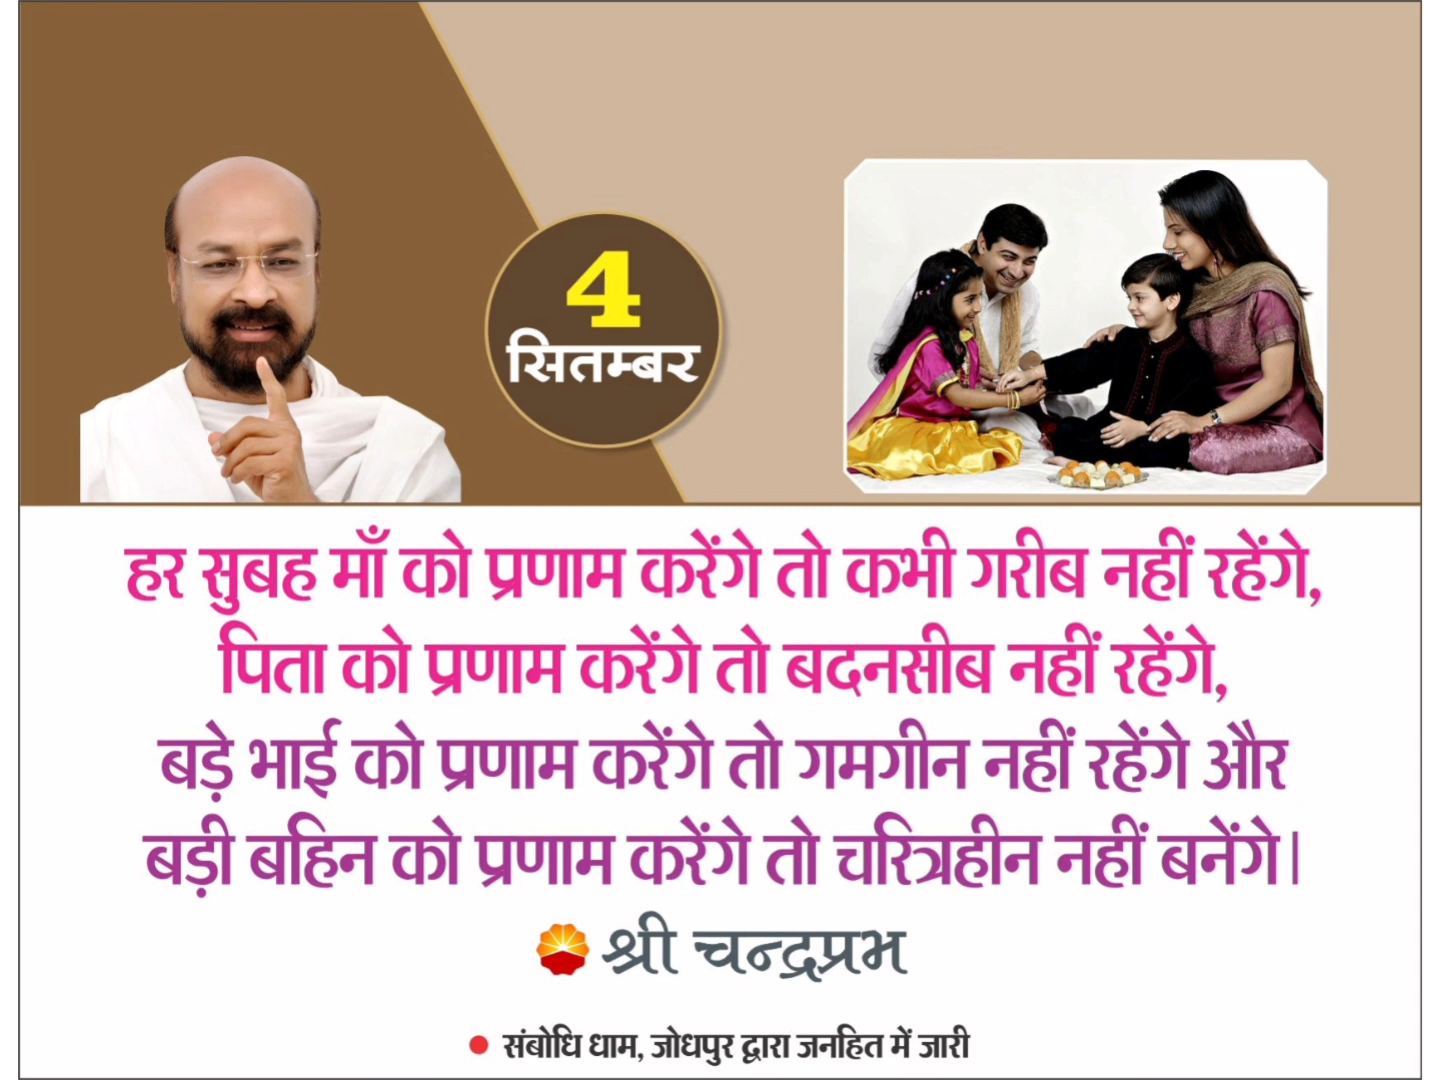 4
सितम्बर
हर सुबह माँ को प्रणाम करेंगे तो कभी गरीब नहीं रहेंगे,
पिता को प्रणाम करेंगे तो बदनसीब नहीं रहेंगे,
बड़े भाई को प्रणाम करेंगे तो गमगीन नहीं रहेंगे और
बड़ी बहिन को प्रणाम करेंगे तो चरित्रहीन नहीं बनेंगे।
श्री चन्द्रप्रभ
• संबोधि धाम, जोधपुर द्वारा जनहित में जारी